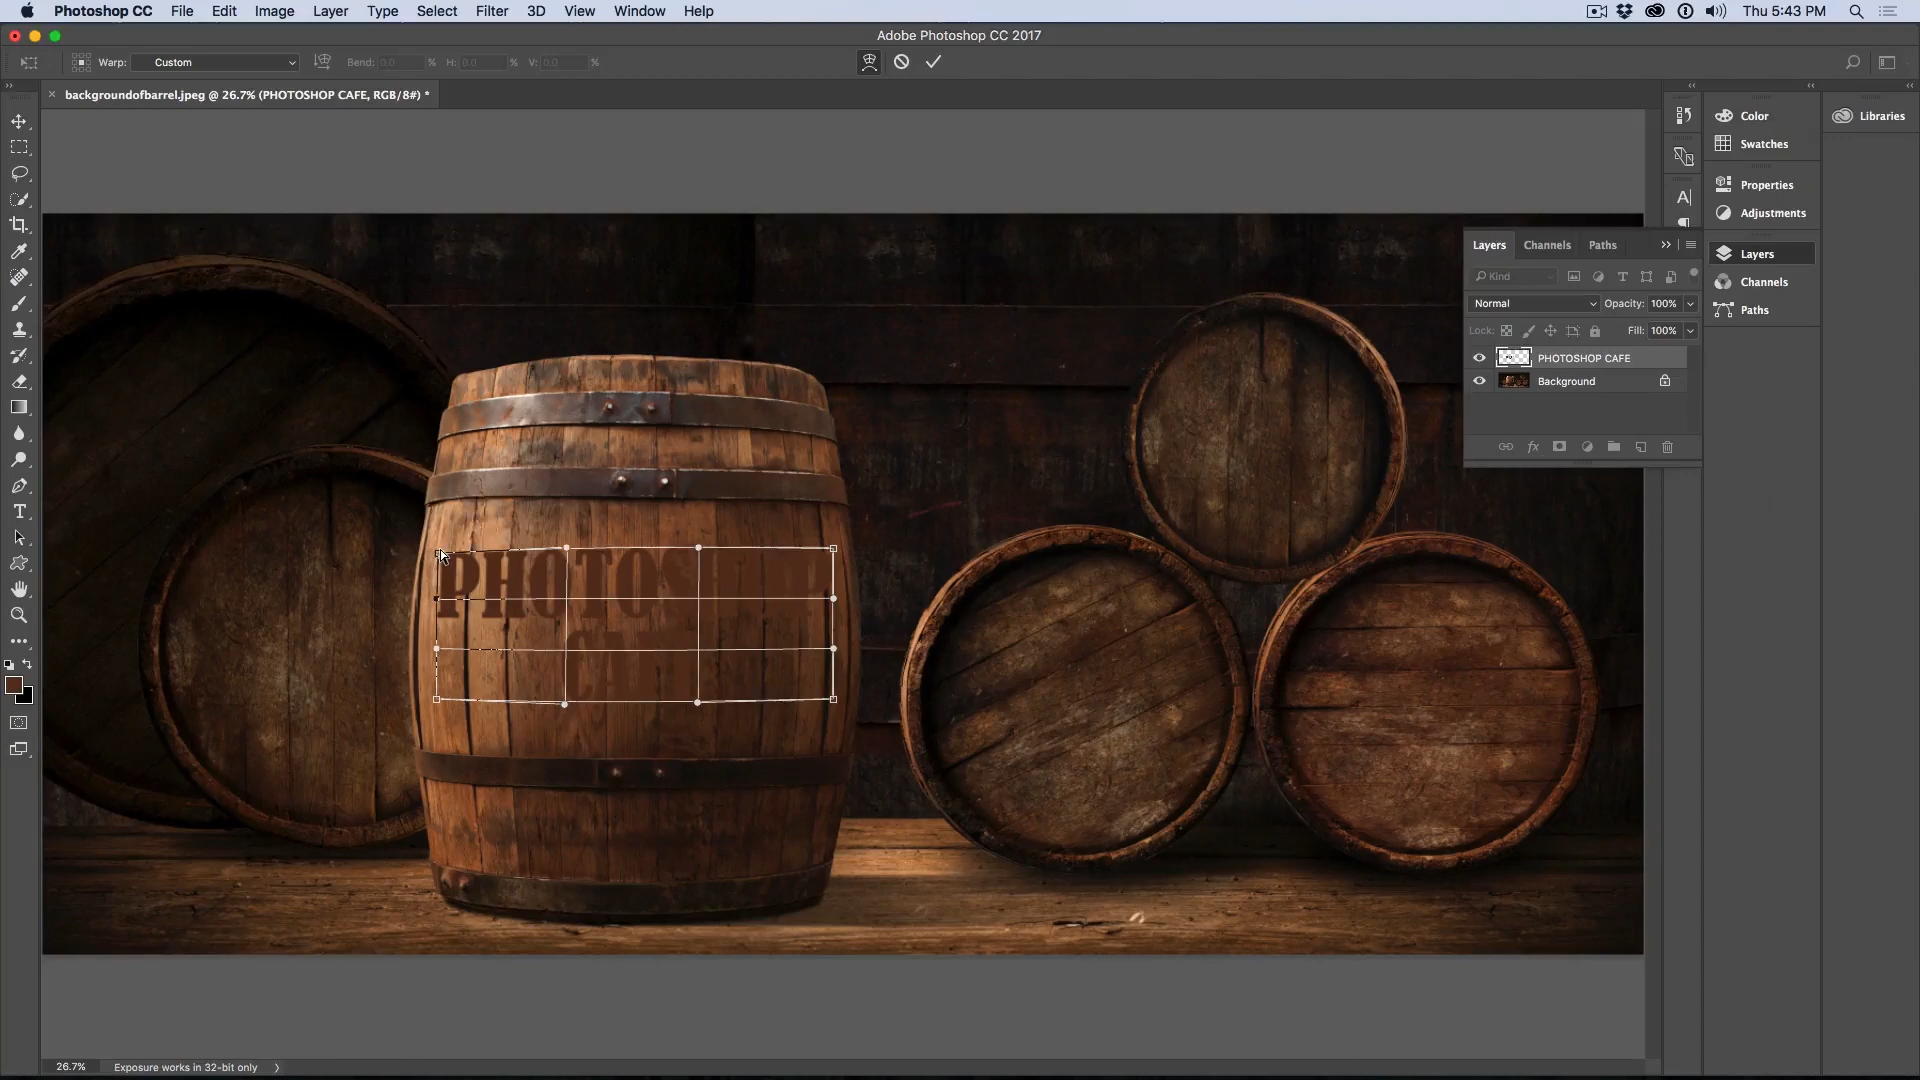 Photoshop CC File Edit Image Layer Type Select Filter 3D View Window Help Thu 5:43 PM
Adobe Photoshop CC 2017
Warp: Custom Bend: 0.0 % H: 0.0 % V: 0.0 %
backgroundofbarrel.jpeg @ 26.7% (PHOTOSHOP CAFE, RGB/8#) *
Color
Swatches
Properties
Adjustments
Layers
Channels
Paths
Libraries
Layers Channels Paths
Kind
Normal Opacity: 100%
Lock: Fill: 100%
PHOTOSHOP CAFE
Background
PHOTOSHOP
CAFE
26.7% Exposure works in 32-bit only